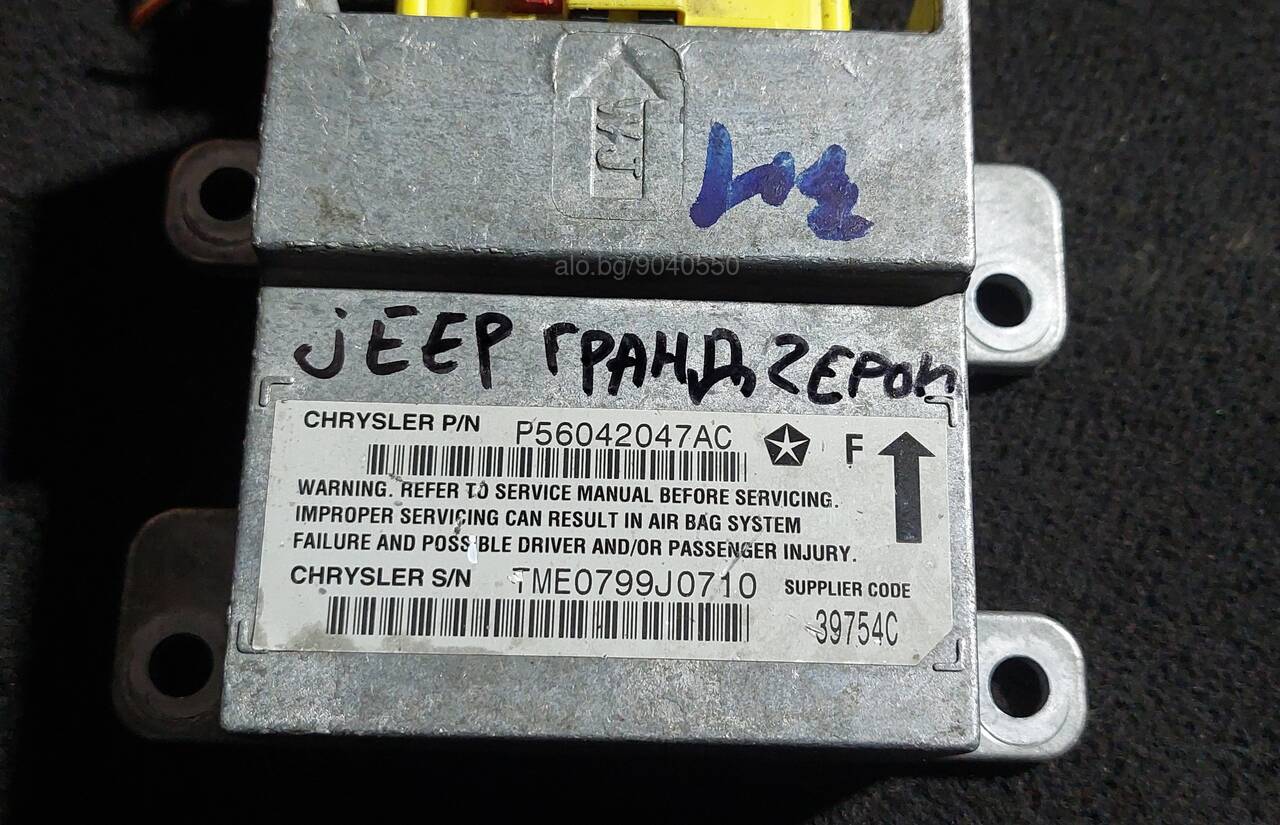 WJ
alo.bg/9040550
jEEP ГРАНД ЧЕРОКИ
CHRYSLER P/N P56042047AC F
WARNING. REFER TO SERVICE MANUAL BEFORE SERVICING.
IMPROPER SERVICING CAN RESULT IN AIR BAG SYSTEM
FAILURE AND POSSIBLE DRIVER AND/OR PASSENGER INJURY.
CHRYSLER S/N TME0799J0710 SUPPLIER CODE
39754C